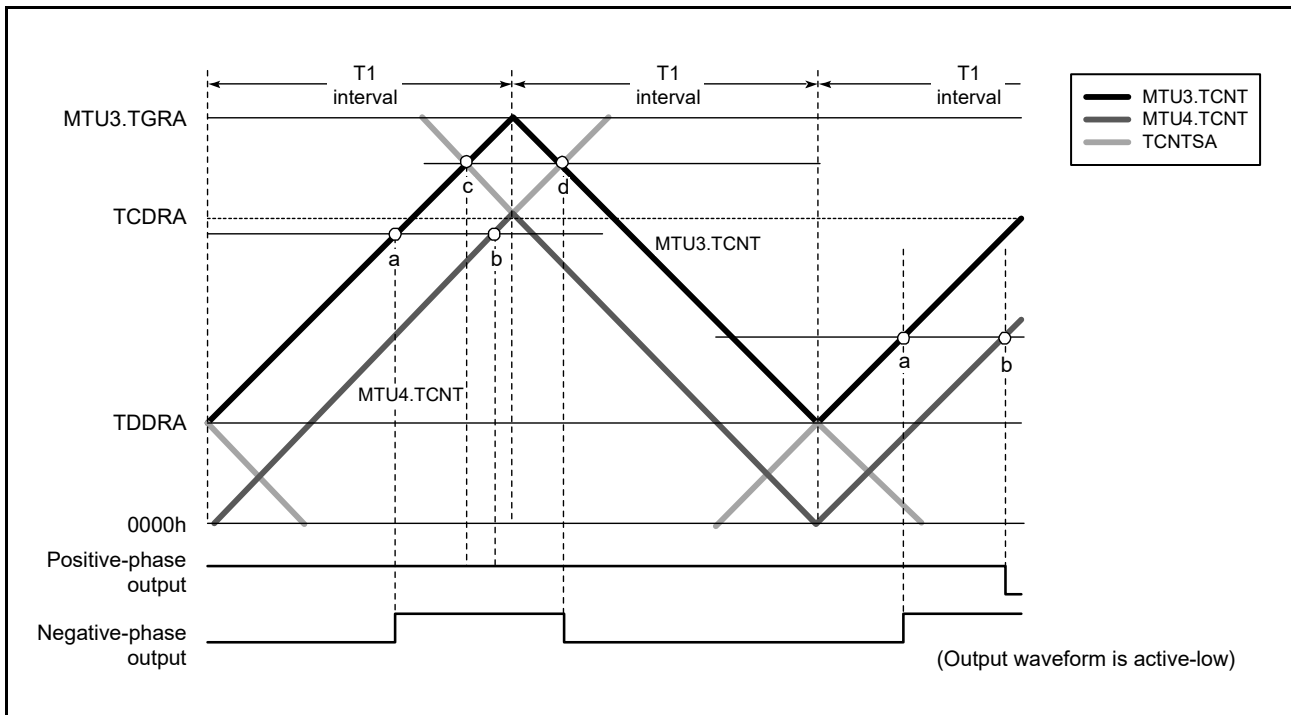 T1
interval
T1
interval
T1
interval
MTU3.TCNT
MTU4.TCNT
TCNTSA
MTU3.TGRA
c
d
TCDRA
a
b
MTU3.TCNT
a
b
MTU4.TCNT
TDDRA
0000h
Positive-phase
output
Negative-phase
output
(Output waveform is active-low)